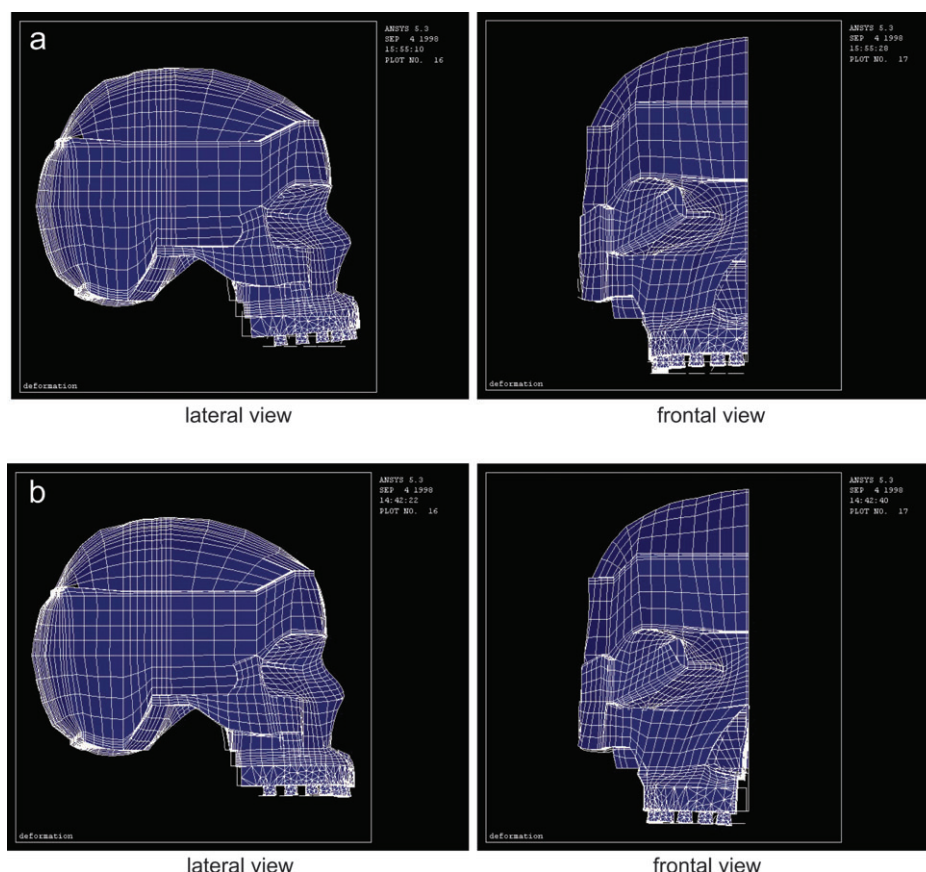 a
ANSYS 5.3
SEP 4 1998
15:55:10
PLOT NO. 16
deformation
lateral view
ANSYS 5.3
SEP 4 1998
15:55:28
PLOT NO. 17
deformation
frontal view
b
ANSYS 5.3
SEP 4 1998
14:42:22
PLOT NO. 16
deformation
lateral view
ANSYS 5.3
SEP 4 1998
14:42:40
PLOT NO. 17
deformation
frontal view